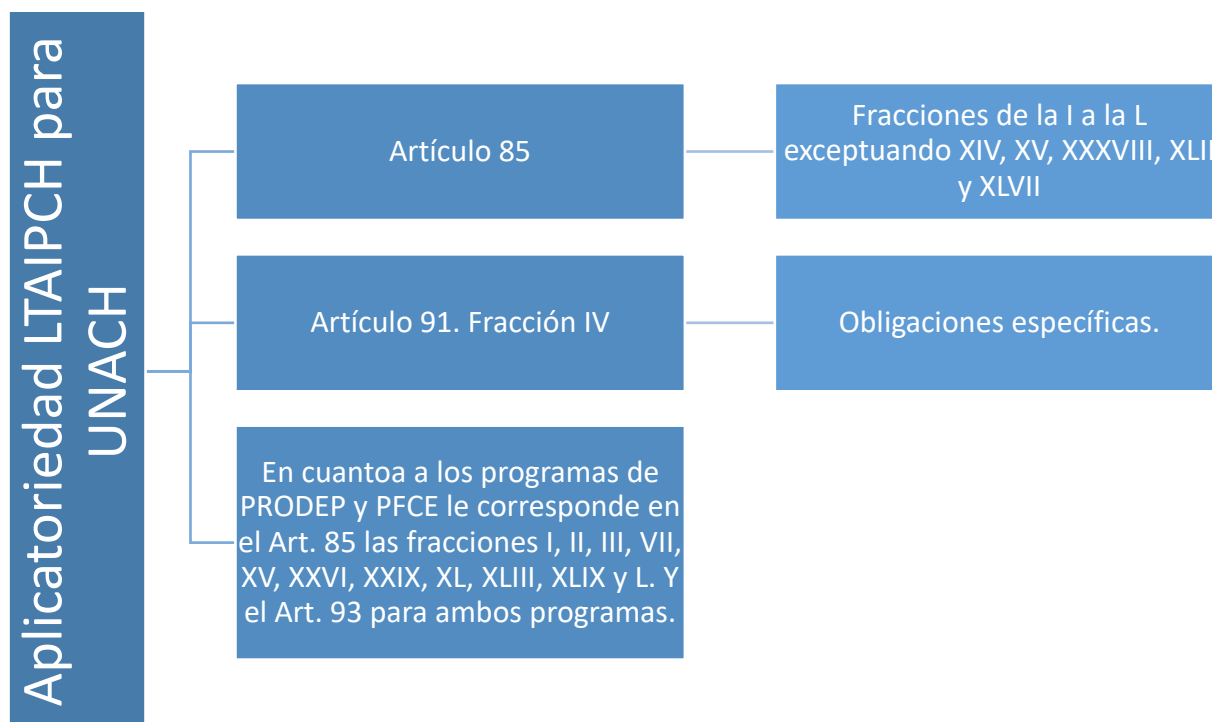 Aplicatoriedad LTAIPCH para
UNACH
Artículo 85
Fracciones de la I a la L
exceptuando XIV, XV, XXXVIII, XLII
y XLVII
Artículo 91. Fracción IV
Obligaciones específicas.
En cuantoa a los programas de
PRODEP y PFCE le corresponde en
el Art. 85 las fracciones I, II, III, VII,
XV, XXVI, XXIX, XL, XLIII, XLIX y L. Y
el Art. 93 para ambos programas.